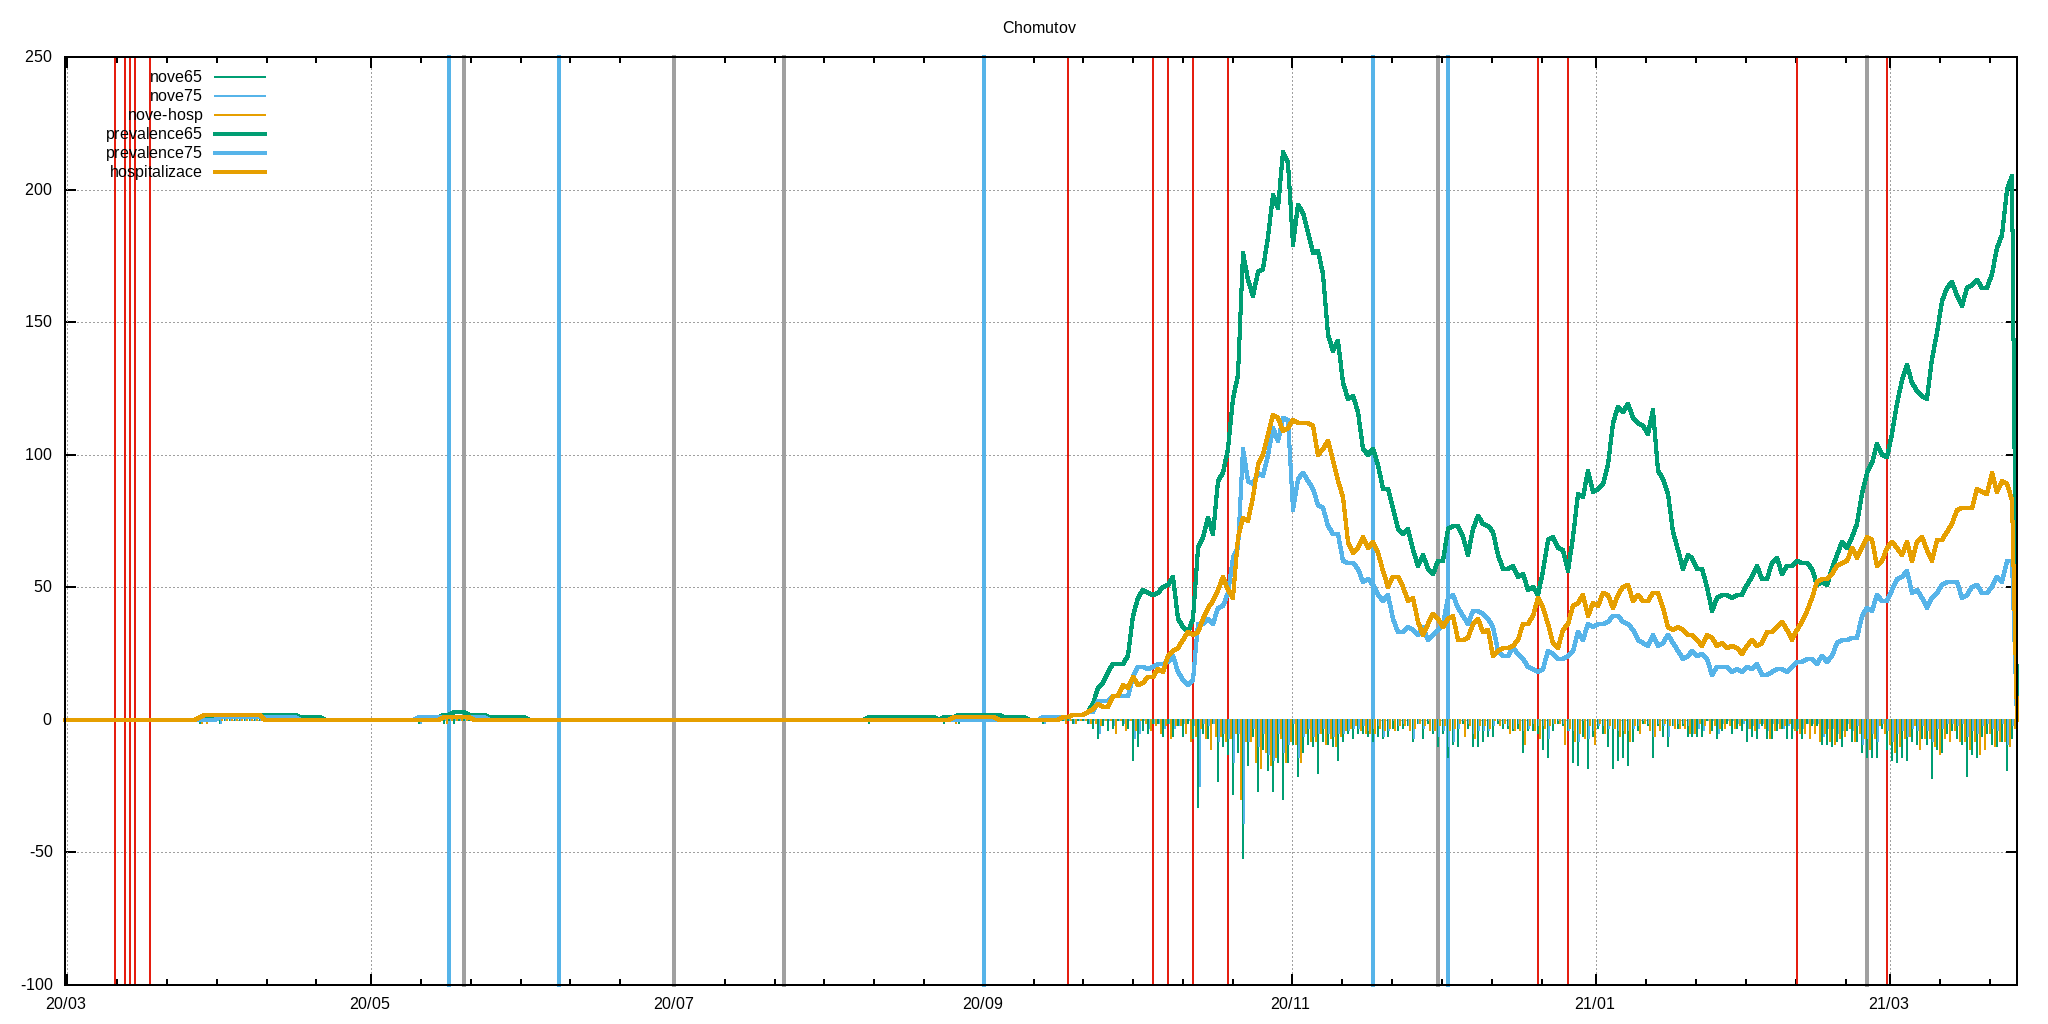 Chomutov
250
200
150
100
50
0
-50
-100
nove65
nove75
nove-hosp
prevalence65
prevalence75
hospitalizace
20/03 20/05 20/07 20/09 20/11 21/01 21/03